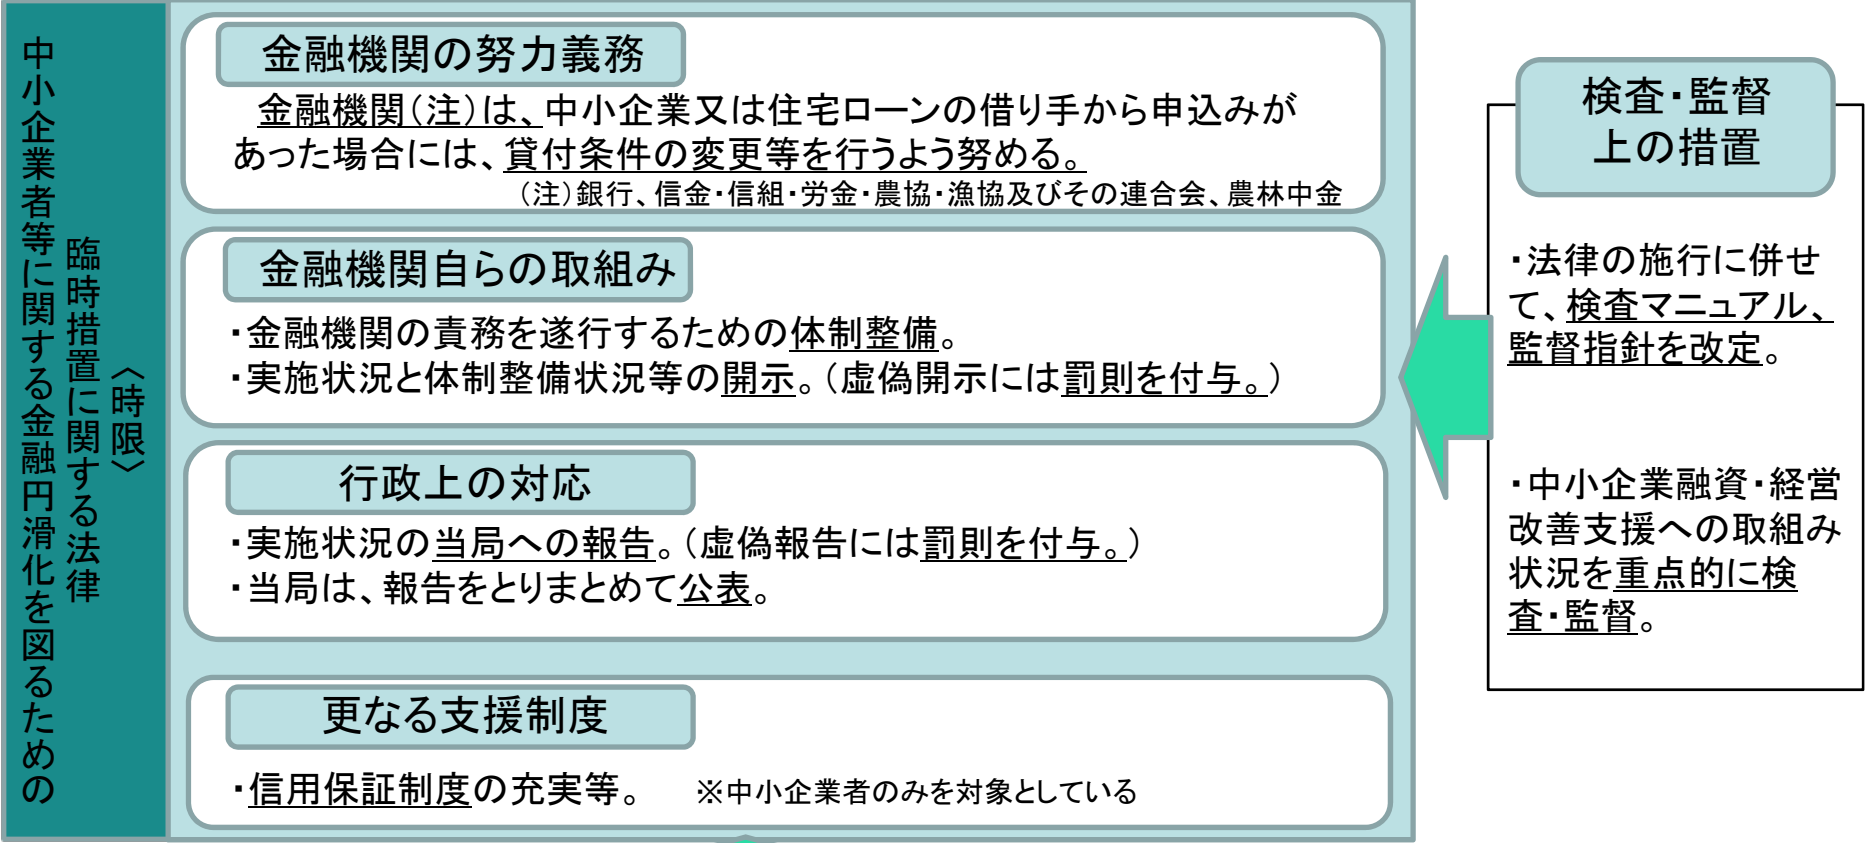 中小企業者等に関する金融円滑化を図るための
臨時措置に関する法律
〈時限〉
金融機関の努力義務
金融機関(注)は、中小企業又は住宅ローンの借り手から申込みが
あった場合には、貸付条件の変更等を行うよう努める。
(注)銀行、信金・信組・労金・農協・漁協及びその連合会、農林中金
金融機関自らの取組み
・金融機関の責務を遂行するための体制整備。
・実施状況と体制整備状況等の開示。(虚偽開示には罰則を付与。)
行政上の対応
・実施状況の当局への報告。(虚偽報告には罰則を付与。)
・当局は、報告をとりまとめて公表。
更なる支援制度
・信用保証制度の充実等。 ※中小企業者のみを対象としている
検査・監督
上の措置
・法律の施行に併せ
て、検査マニュアル、
監督指針を改定。
・中小企業融資・経営
改善支援への取組み
状況を重点的に検
査・監督。